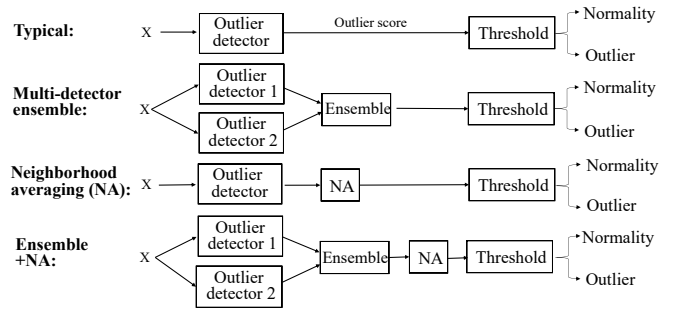 Typical:
X
Outlier
detector
Outlier score
Threshold
Normality
Outlier
Multi-detector
ensemble:
X
Outlier
detector 1
Outlier
detector 2
Ensemble
Threshold
Normality
Outlier
Neighborhood
averaging (NA):
X
Outlier
detector
NA
Threshold
Normality
Outlier
Ensemble
+NA:
X
Outlier
detector 1
Outlier
detector 2
Ensemble
NA
Threshold
Normality
Outlier